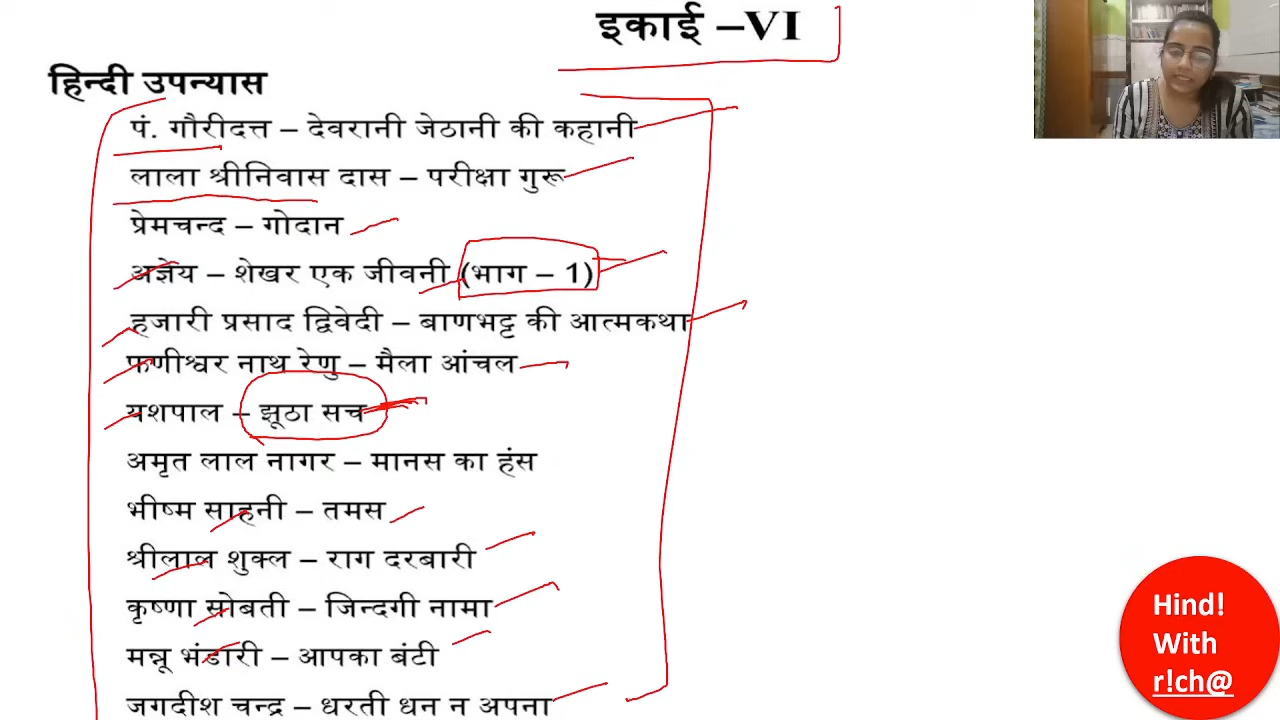 इकाई –VI
हिन्दी उपन्यास
पं. गौरीदत्त – देवरानी जेठानी की कहानी
लाला श्रीनिवास दास – परीक्षा गुरू
प्रेमचन्द – गोदान
अज्ञेय – शेखर एक जीवनी (भाग – 1)
हजारी प्रसाद द्विवेदी – बाणभट्ट की आत्मकथा
फणीश्वर नाथ रेणु – मैला आंचल
यशपाल – झूठा सच
अमृत लाल नागर – मानस का हंस
भीष्म साहनी – तमस
श्रीलाल शुक्ल – राग दरबारी
कृष्णा सोबती – जिन्दगी नामा
मन्नू भंडारी – आपका बंटी
जगदीश चन्द्र – धरती धन न अपना
Hind!
With
r!ch@